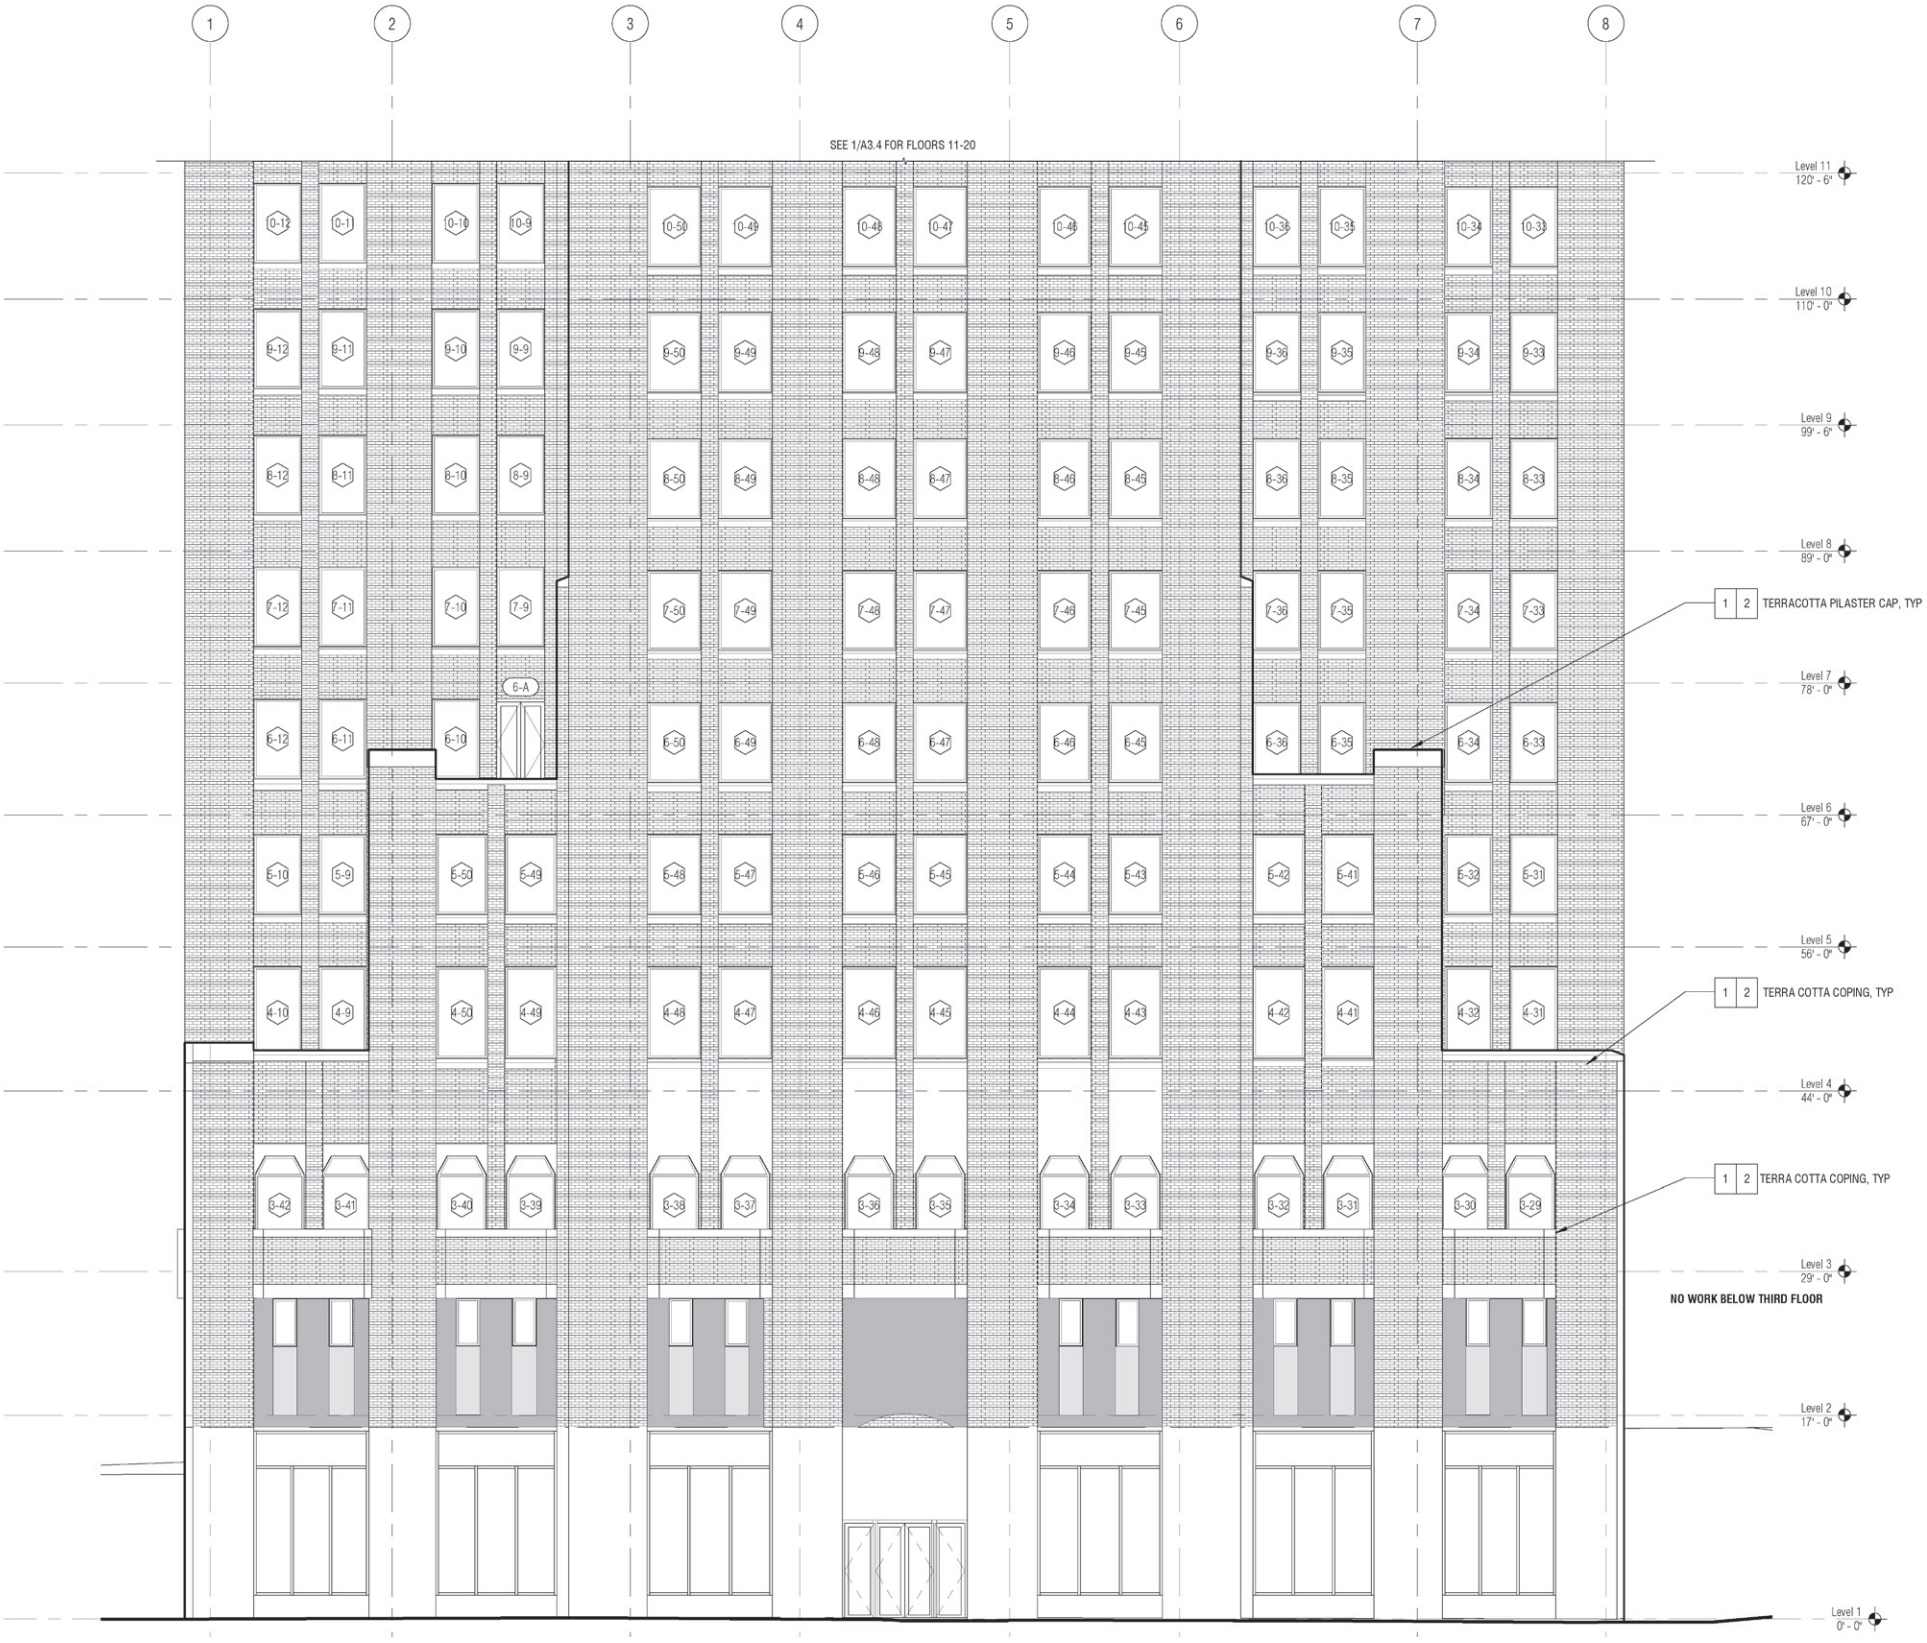 1 2 3 4 5 6 7 8
SEE 1/A3.4 FOR FLOORS 11-20
Level 11
120' - 6"
10-12 10-11 10-10 10-9 10-50 10-49 10-48 10-47 10-46 10-45 10-36 10-35 10-34 10-33
Level 10
110' - 0"
9-12 9-11 9-10 9-9 9-50 9-49 9-48 9-47 9-46 9-45 9-36 9-35 9-34 9-33
Level 9
99' - 6"
8-12 8-11 8-10 8-9 8-50 8-49 8-48 8-47 8-46 8-45 8-36 8-35 8-34 8-33
Level 8
89' - 0"
7-12 7-11 7-10 7-9 7-50 7-49 7-48 7-47 7-46 7-45 7-36 7-35 7-34 7-33
1 2 TERRACOTTA PILASTER CAP, TYP
Level 7
78' - 0"
6-A
6-12 6-11 6-10 6-50 6-49 6-48 6-47 6-46 6-45 6-36 6-35 6-34 6-33
Level 6
67' - 0"
5-10 5-9 5-50 5-49 5-48 5-47 5-46 5-45 5-44 5-43 5-42 5-41 5-32 5-31
Level 5
56' - 0"
1 2 TERRA COTTA COPING, TYP
4-10 4-9 4-50 4-49 4-48 4-47 4-46 4-45 4-44 4-43 4-42 4-41 4-32 4-31
Level 4
44' - 0"
1 2 TERRA COTTA COPING, TYP
3-42 3-41 3-40 3-39 3-38 3-37 3-36 3-35 3-34 3-33 3-32 3-31 3-30 3-29
Level 3
29' - 0"
NO WORK BELOW THIRD FLOOR
Level 2
17' - 0"
Level 1
0' - 0"